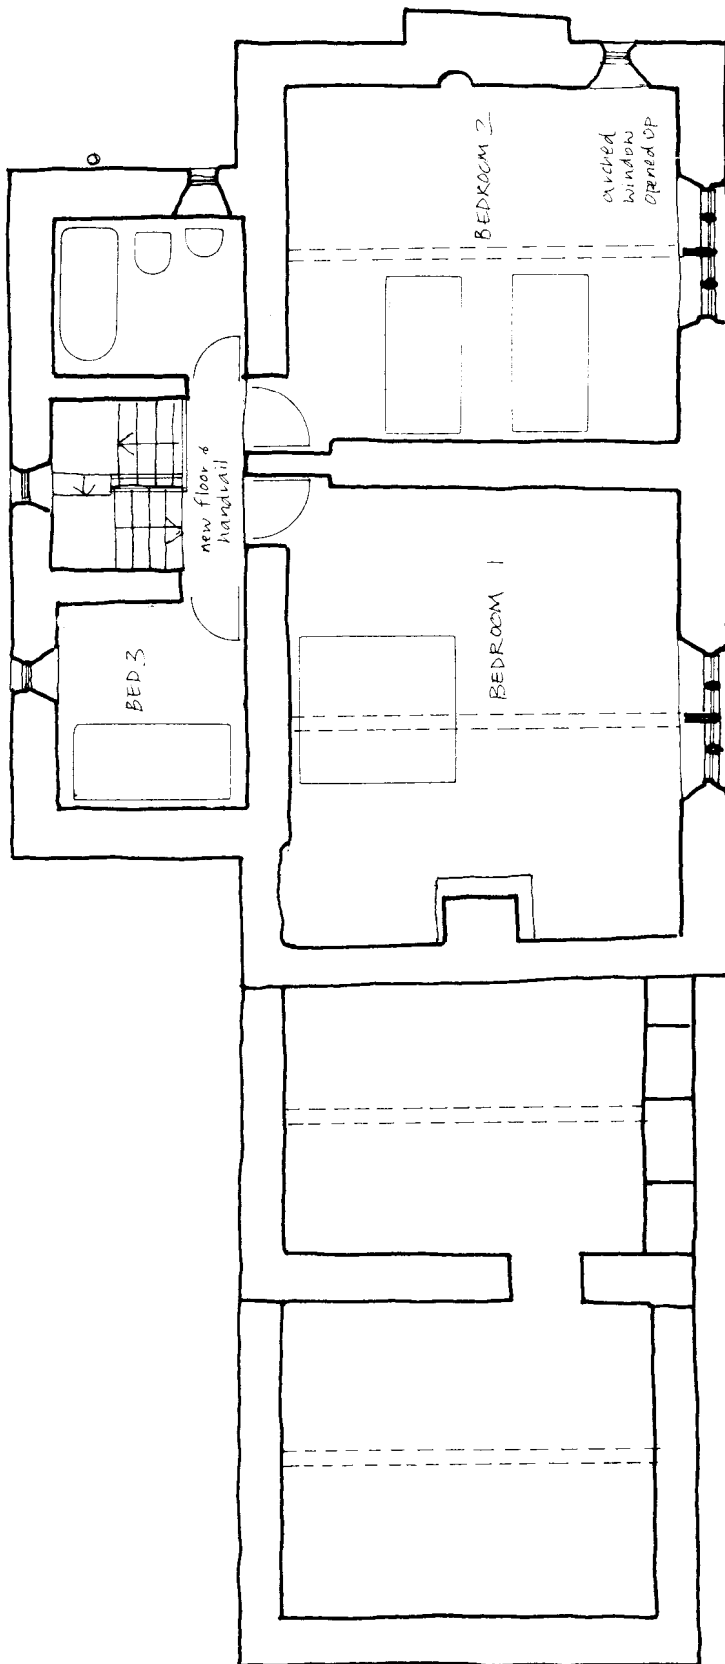 BEDROOM 2
arched
window
opened up
new floor &
handrail
BEDROOM 1
BED 3